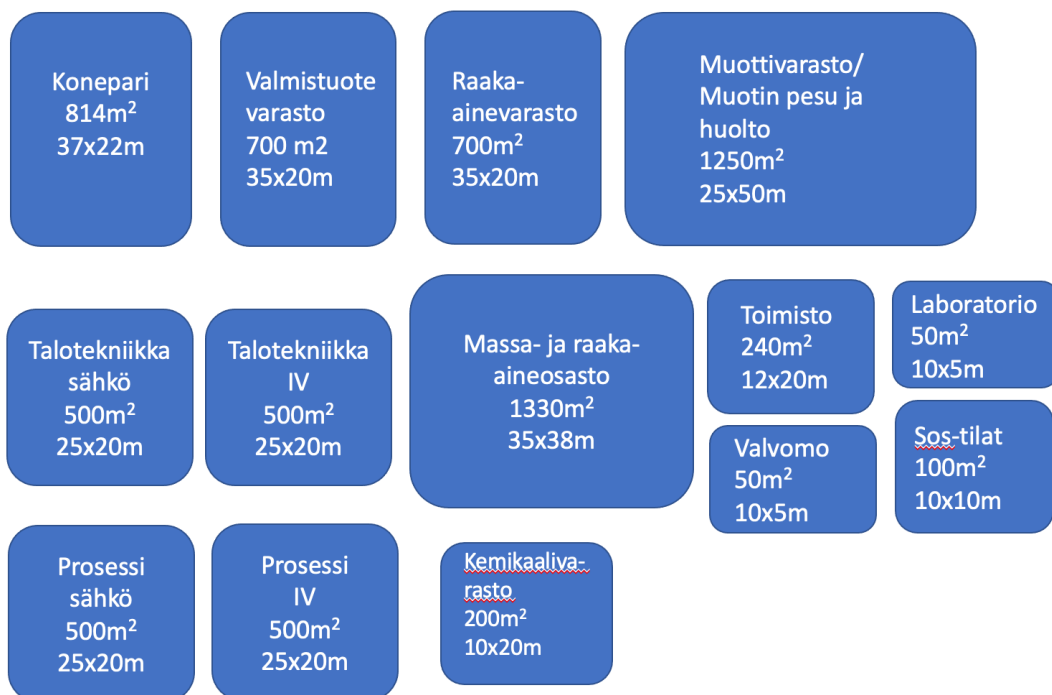 Konepari
814m²
37x22m
Valmistuote
varasto
700 m2
35x20m
Raaka-
ainevarasto
700m²
35x20m
Muottivarasto/
Muotin pesu ja
huolto
1250m²
25x50m
Talotekniikka
sähkö
500m²
25x20m
Talotekniikka
IV
500m²
25x20m
Massa- ja raaka-
aineosasto
1330m²
35x38m
Toimisto
240m²
12x20m
Laboratorio
50m²
10x5m
Valvomo
50m²
10x5m
Sos-tilat
100m²
10x10m
Prosessi
sähkö
500m²
25x20m
Prosessi
IV
500m²
25x20m
Kemikaaliva-
rasto
200m²
10x20m